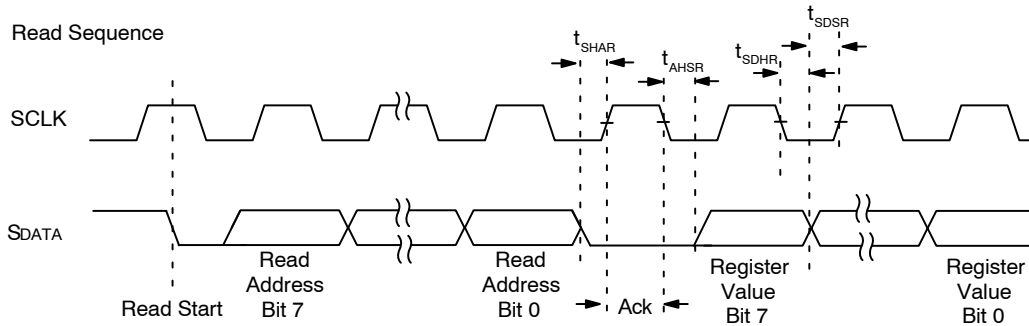 Read Sequence
tSHAR
tAHSR
tSDHR
tSDSR
SCLK
SDATA
Read Start
Read
Address
Bit 7
Read
Address
Bit 0
Ack
Register
Value
Bit 7
Register
Value
Bit 0